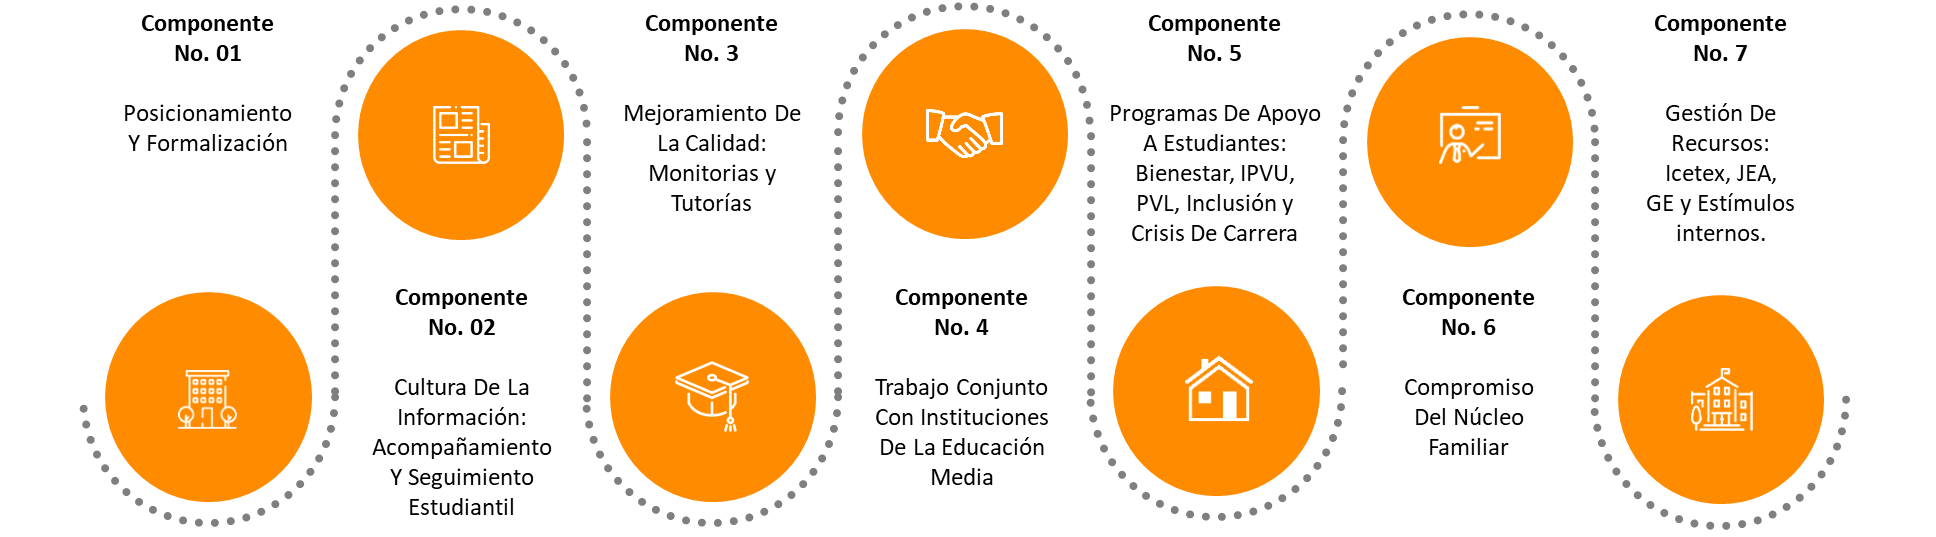 Componente
No. 01
Posicionamiento
Y Formalización
Componente
No. 02
Cultura De La
Información:
Acompañamiento
Y Seguimiento
Estudiantil
Componente
No. 3
Mejoramiento De
La Calidad:
Monitorias y
Tutorías
Componente
No. 4
Trabajo Conjunto
Con Instituciones
De La Educación
Media
Componente
No. 5
Programas De Apoyo
A Estudiantes:
Bienestar, IPVU,
PVL, Inclusión y
Crisis De Carrera
Componente
No. 6
Compromiso
Del Núcleo
Familiar
Componente
No. 7
Gestión De
Recursos:
Icetex, JEA,
GE y Estímulos
internos.